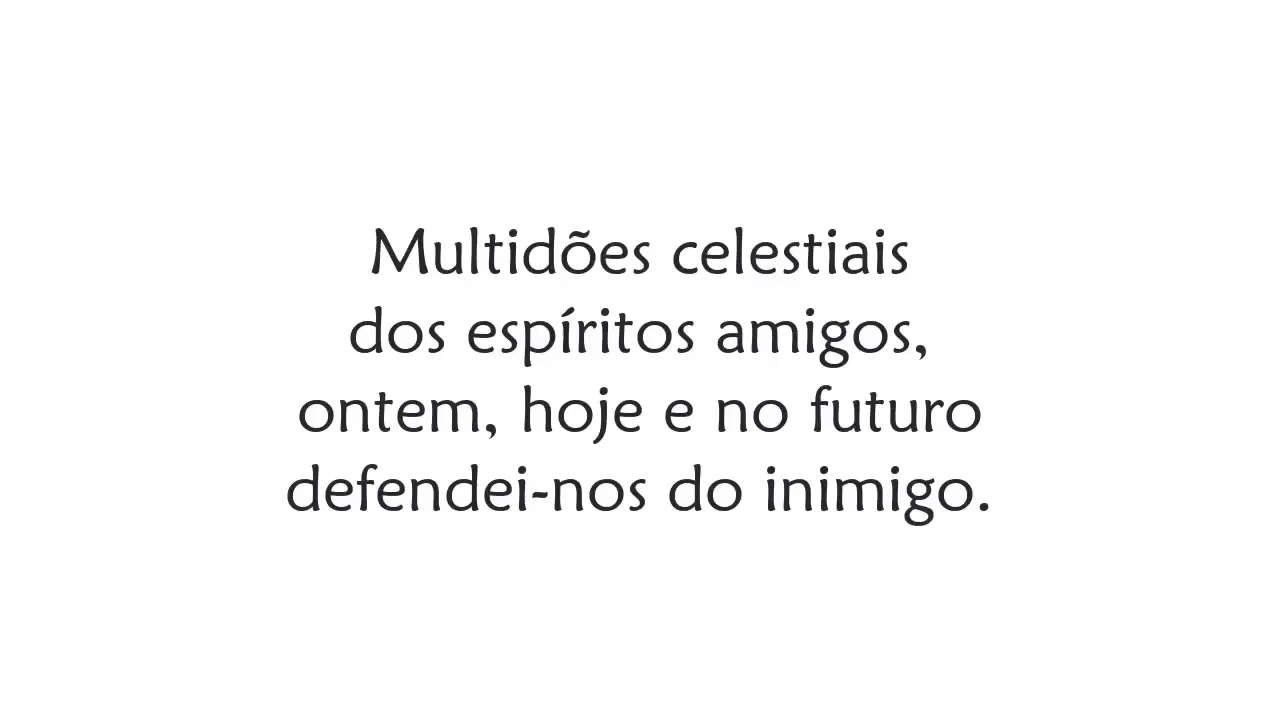 Multidões celestiais
dos espíritos amigos,
ontem, hoje e no futuro
defendei-nos do inimigo.